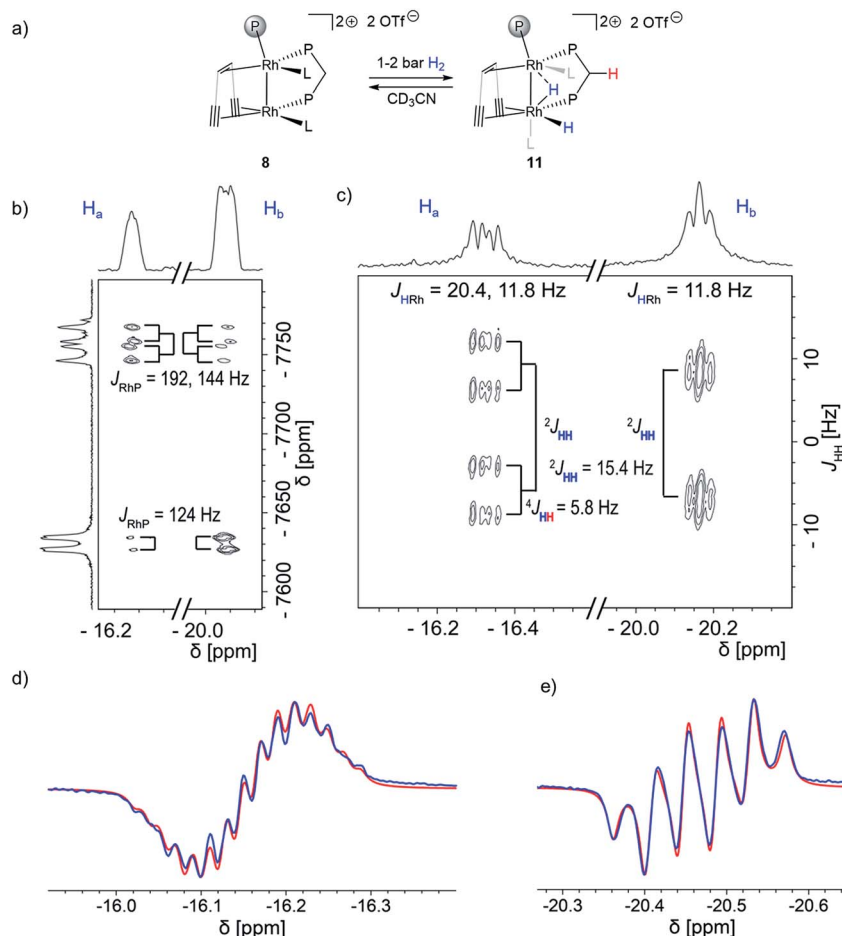 a)
P
2⊕ 2 OTf⊖
P
2⊕ 2 OTf⊖
P
Rh
L
P
Rh
L
8
1-2 bar H2
CD3CN
P
Rh
L
H
H
P
Rh
H
L
11
b)
Ha
Hb
JRhP = 192, 144 Hz
JRhP = 124 Hz
- 7750
- 7700
- 7650
- 7600
δ [ppm]
- 16.2
- 20.0
δ [ppm]
c)
Ha
Hb
JHRh = 20.4, 11.8 Hz
JHRh = 11.8 Hz
2JHH
2JHH
2JHH = 15.4 Hz
4JHH = 5.8 Hz
10
0
- 10
JHH [Hz]
- 16.2
- 16.4
- 20.0
- 20.2
δ [ppm]
d)
-16.0
-16.1
-16.2
-16.3
δ [ppm]
e)
-20.3
-20.4
-20.5
-20.6
δ [ppm]